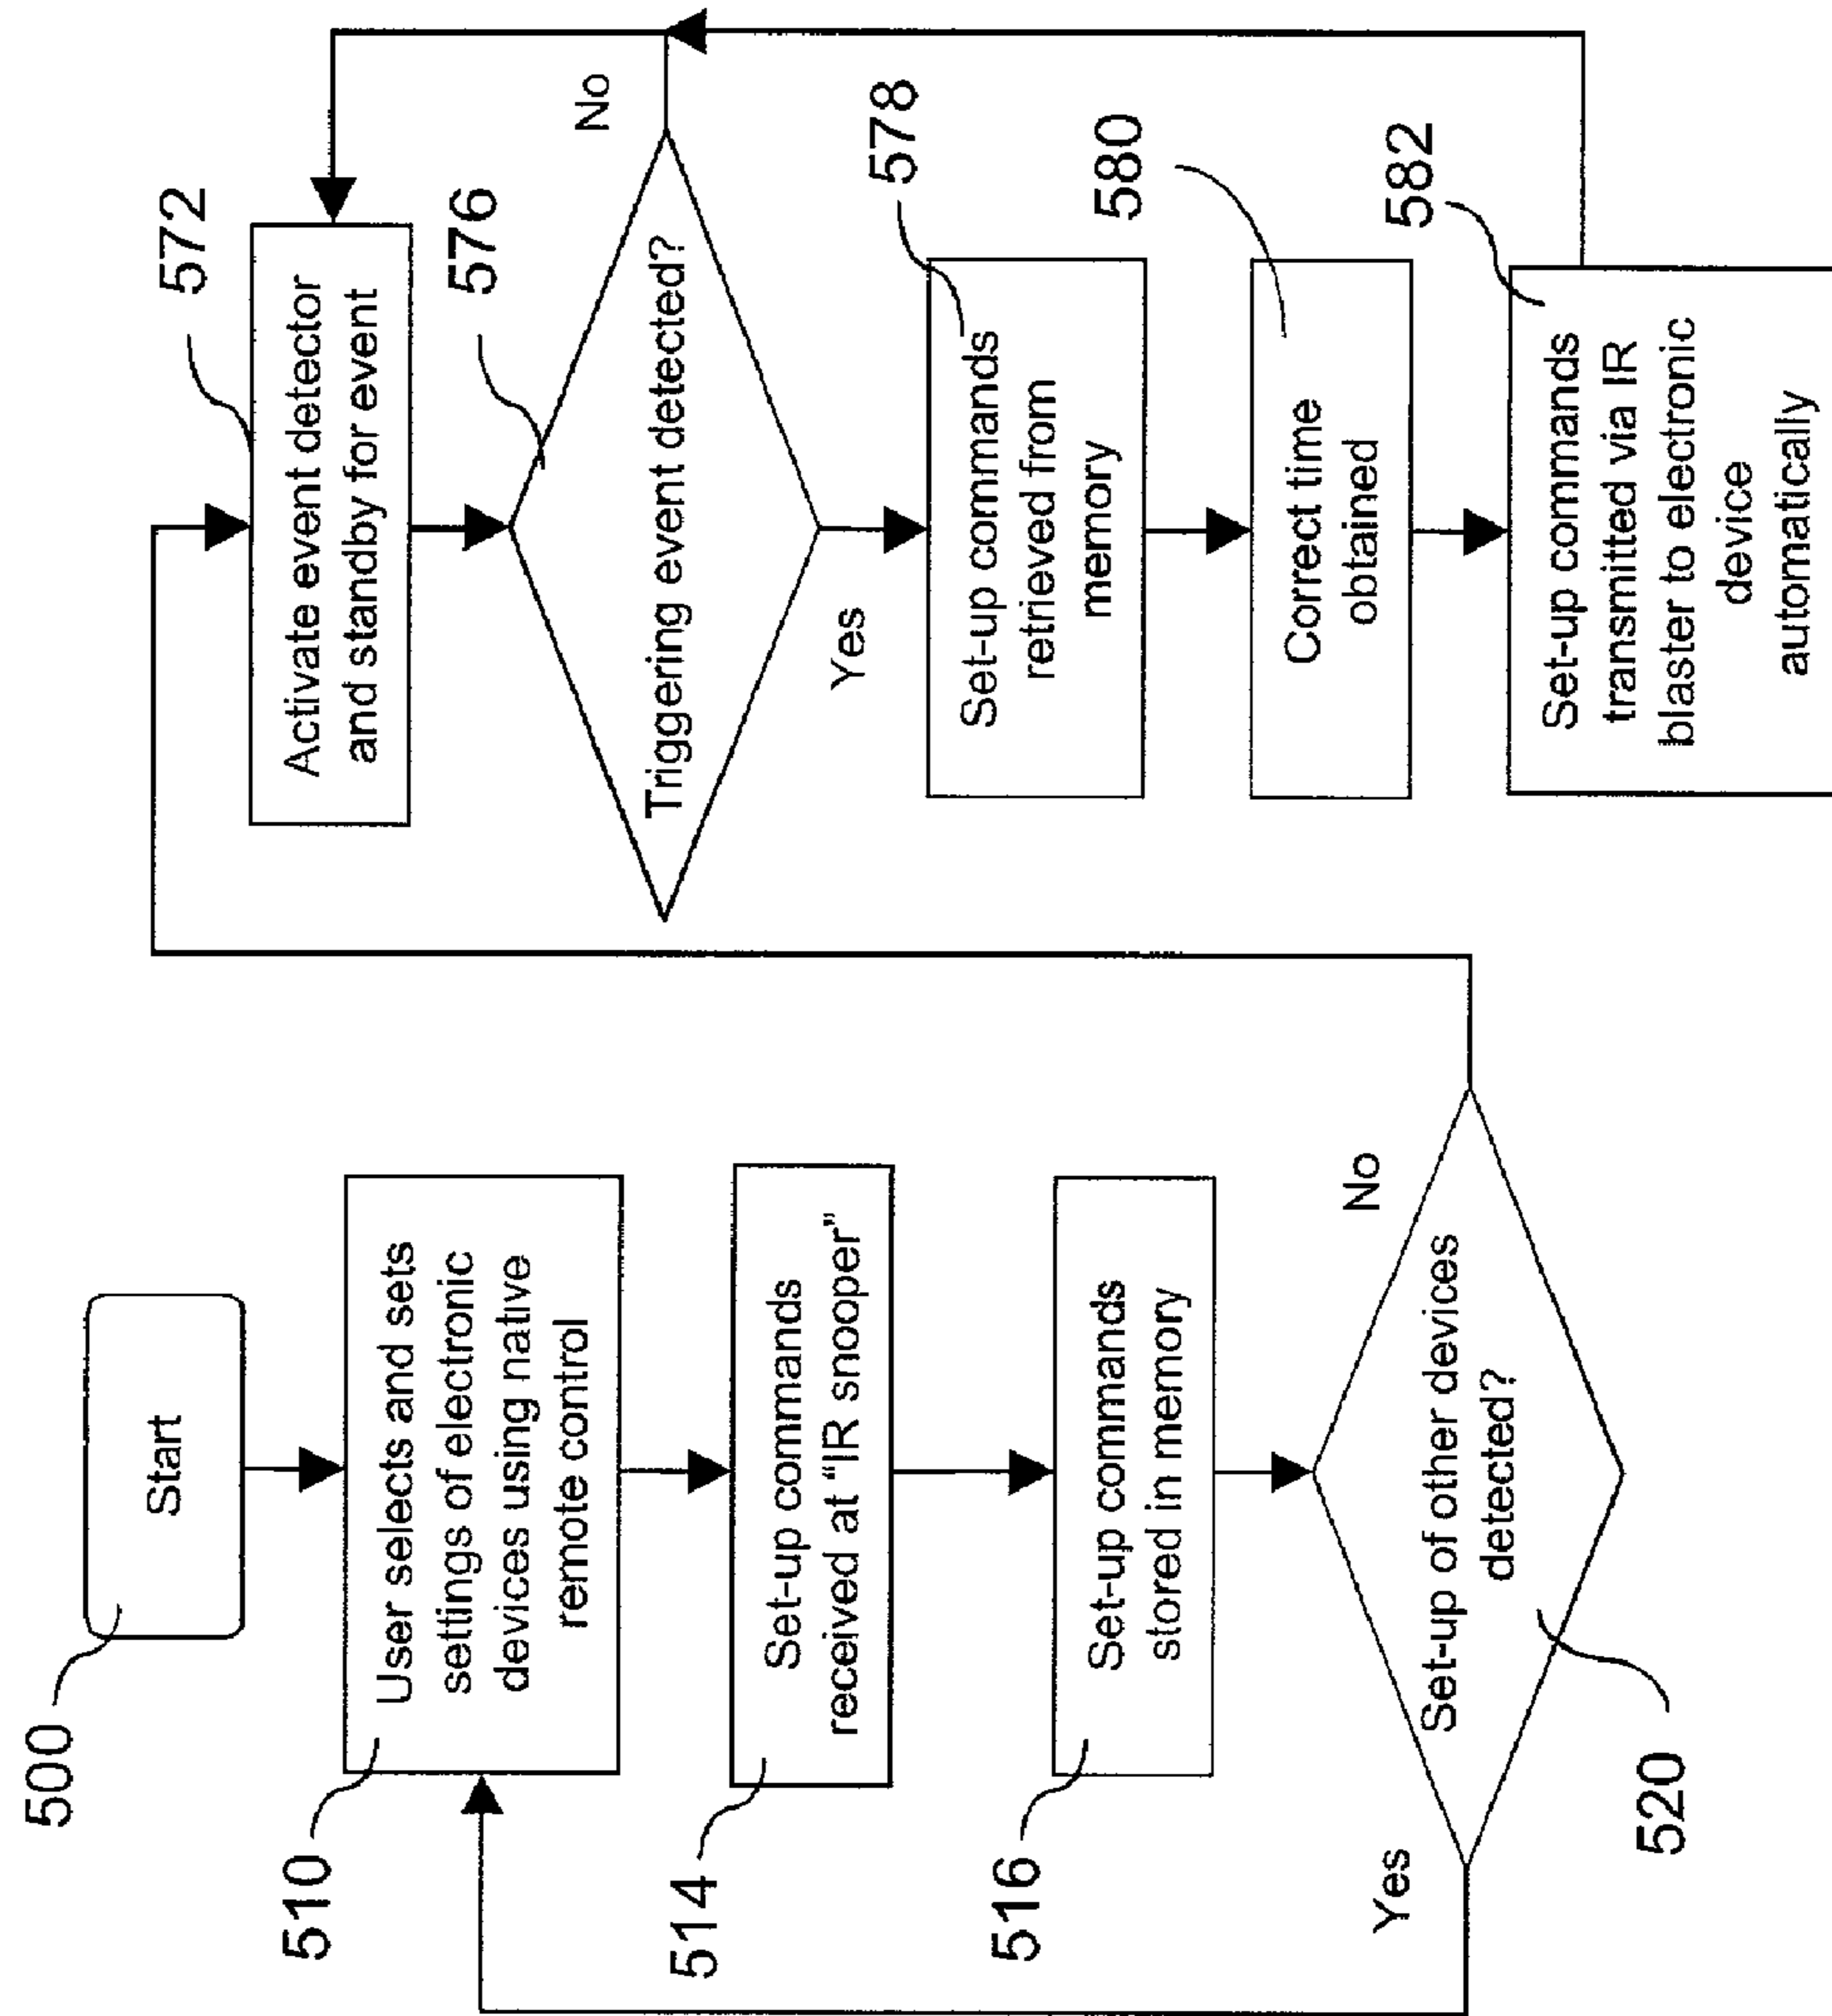 500
Start
510
User selects and sets
settings of electronic
devices using native
remote control
514
Set-up commands
received at “IR snooper”
516
Set-up commands
stored in memory
Set-up of other devices
detected?
Yes
No
520
572
Activate event detector
and standby for event
576
Triggering event detected?
No
Yes
578
Set-up commands
retrieved from
memory
580
Correct time
obtained
582
Set-up commands
transmitted via IR
blaster to electronic
device
automatically